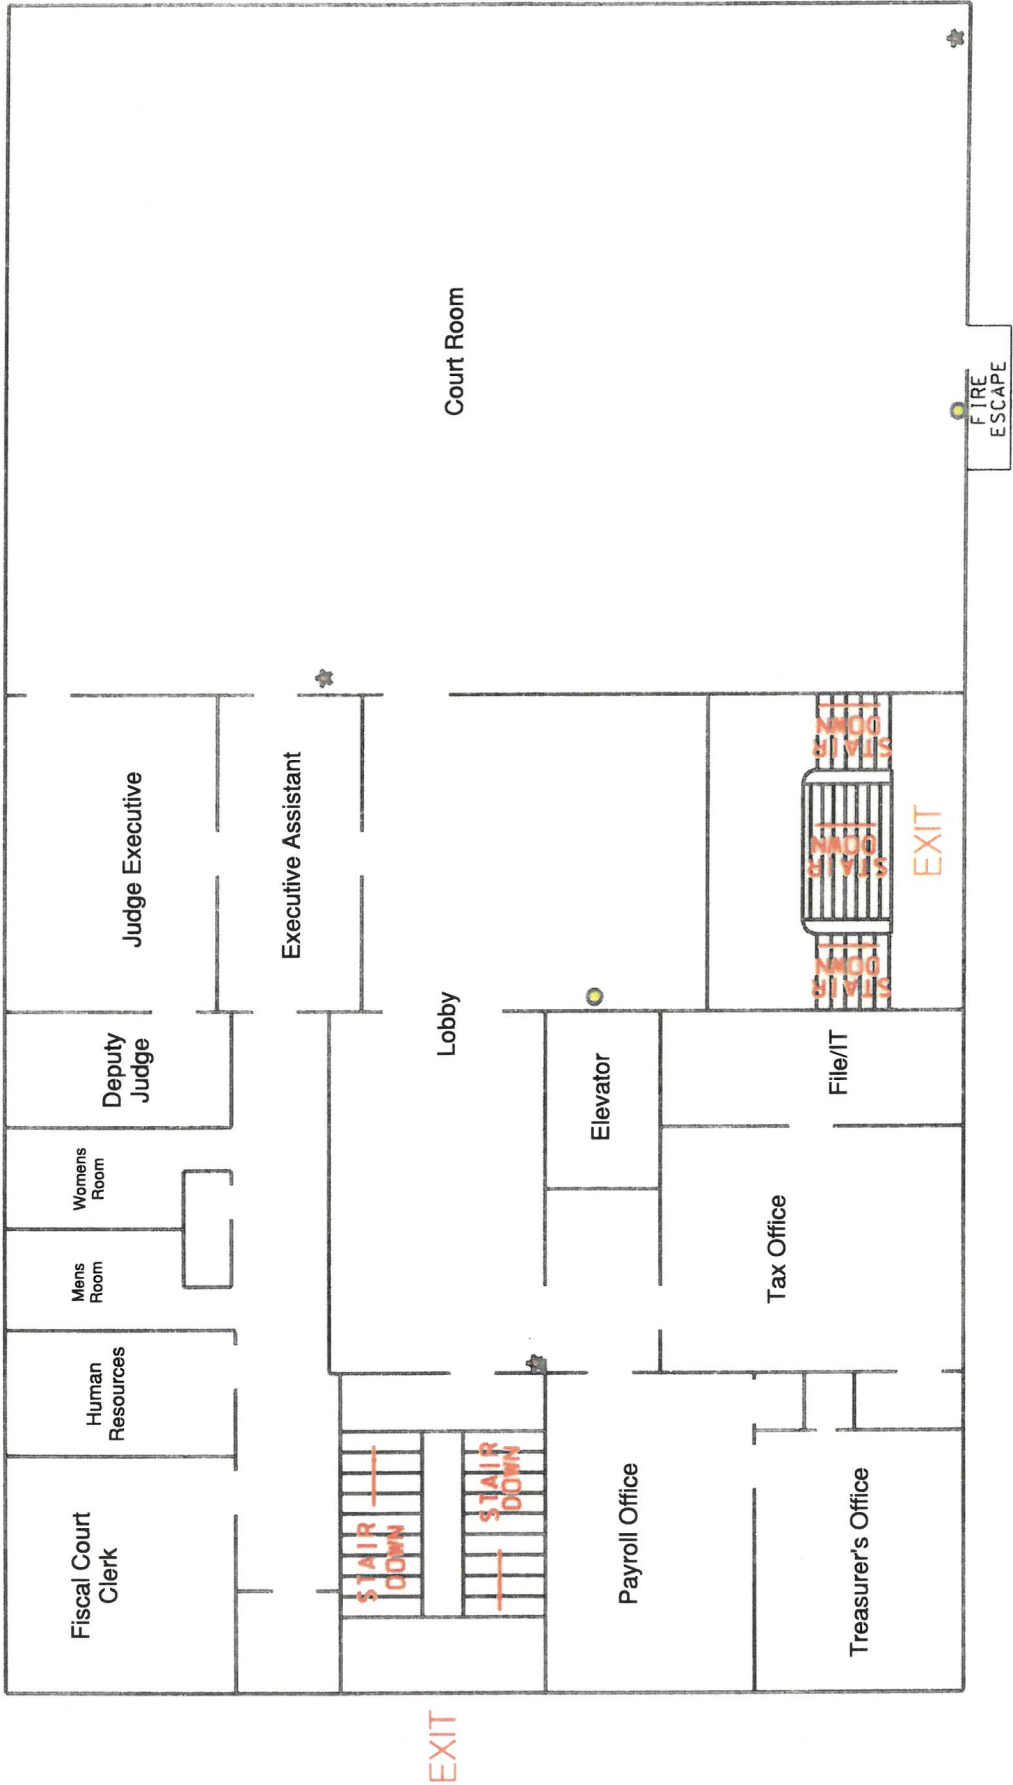 Court Room
FIRE
ESCAPE
Judge Executive
Executive Assistant
STAIR
DOWN
STAIR
DOWN
STAIR
DOWN
EXIT
Deputy
Judge
Lobby
Elevator
File/IT
Womens
Room
Mens
Room
Tax Office
Human
Resources
Fiscal Court
Clerk
STAIR
DOWN
STAIR
DOWN
Payroll Office
Treasurer's Office
EXIT